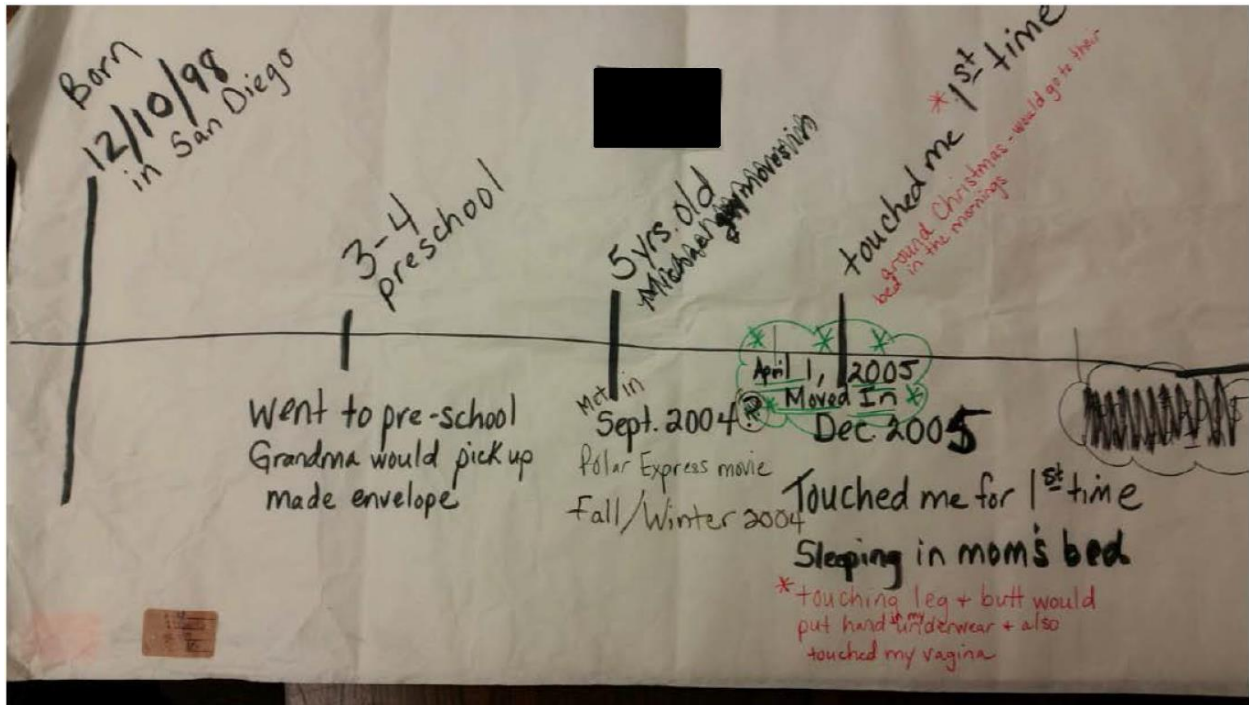 Born
12/10/98
in San Diego
3-4
preschool
5 yrs. old
moves in
touched me 1st time
* around Christmas - would go to their
bed in the mornings
Went to pre-school
Grandma would pick up
made envelope
Met in
Sept. 2004?
Polar Express movie
Fall/Winter 2004
April 1, 2005
Moved In
Dec. 2005
Touched me for 1st time
Sleeping in mom's bed
* touching leg + butt would
put hand in my underwear + also
touched my vagina